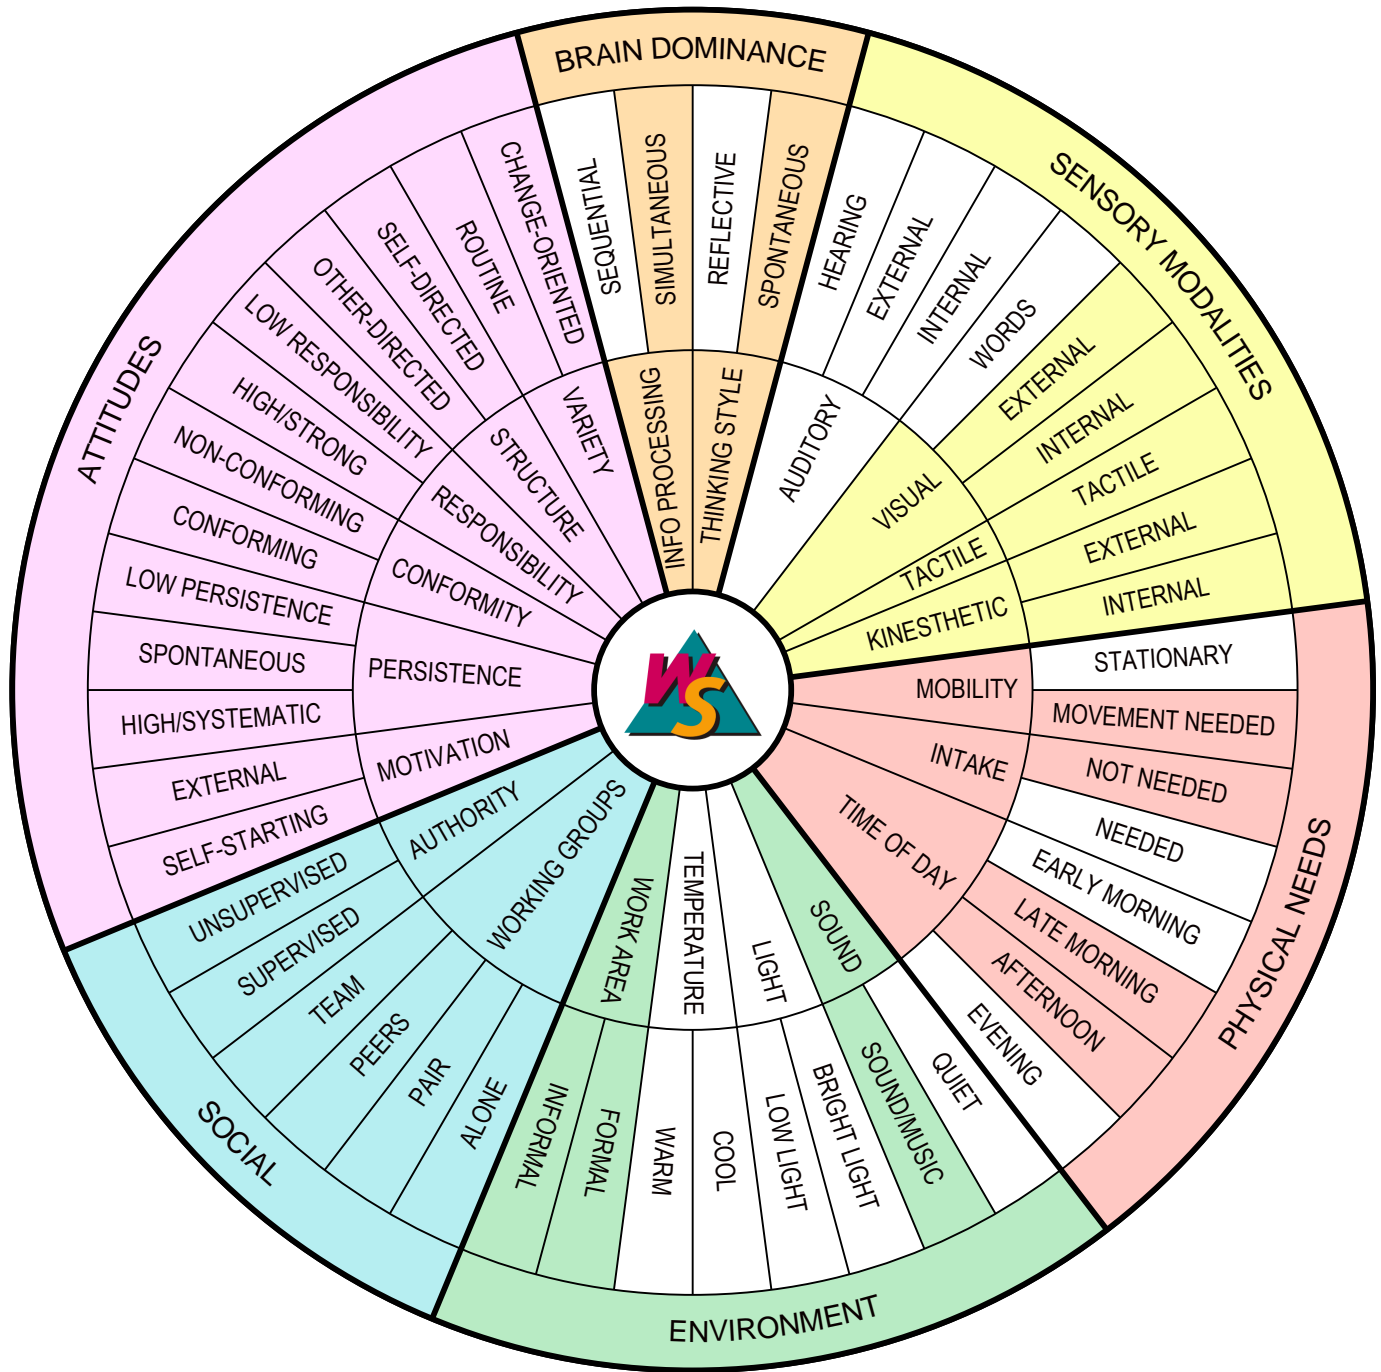 BRAIN DOMINANCE
SEQUENTIAL
SIMULTANEOUS
REFLECTIVE
SPONTANEOUS
INFO PROCESSING
THINKING STYLE
SENSORY MODALITIES
HEARING
EXTERNAL
INTERNAL
WORDS
EXTERNAL
INTERNAL
TACTILE
EXTERNAL
INTERNAL
AUDITORY
VISUAL
TACTILE
KINESTHETIC
PHYSICAL NEEDS
STATIONARY
MOVEMENT NEEDED
NOT NEEDED
NEEDED
EARLY MORNING
LATE MORNING
AFTERNOON
EVENING
MOBILITY
INTAKE
TIME OF DAY
ENVIRONMENT
QUIET
SOUND/MUSIC
BRIGHT LIGHT
LOW LIGHT
COOL
WARM
FORMAL
INFORMAL
SOUND
LIGHT
TEMPERATURE
WORK AREA
SOCIAL
ALONE
PAIR
PEERS
TEAM
SUPERVISED
UNSUPERVISED
WORKING GROUPS
AUTHORITY
ATTITUDES
SELF-STARTING
EXTERNAL
HIGH/SYSTEMATIC
SPONTANEOUS
LOW PERSISTENCE
CONFORMING
NON-CONFORMING
HIGH/STRONG
LOW RESPONSIBILITY
OTHER-DIRECTED
SELF-DIRECTED
ROUTINE
CHANGE-ORIENTED
MOTIVATION
PERSISTENCE
CONFORMITY
RESPONSIBILITY
STRUCTURE
VARIETY
WS